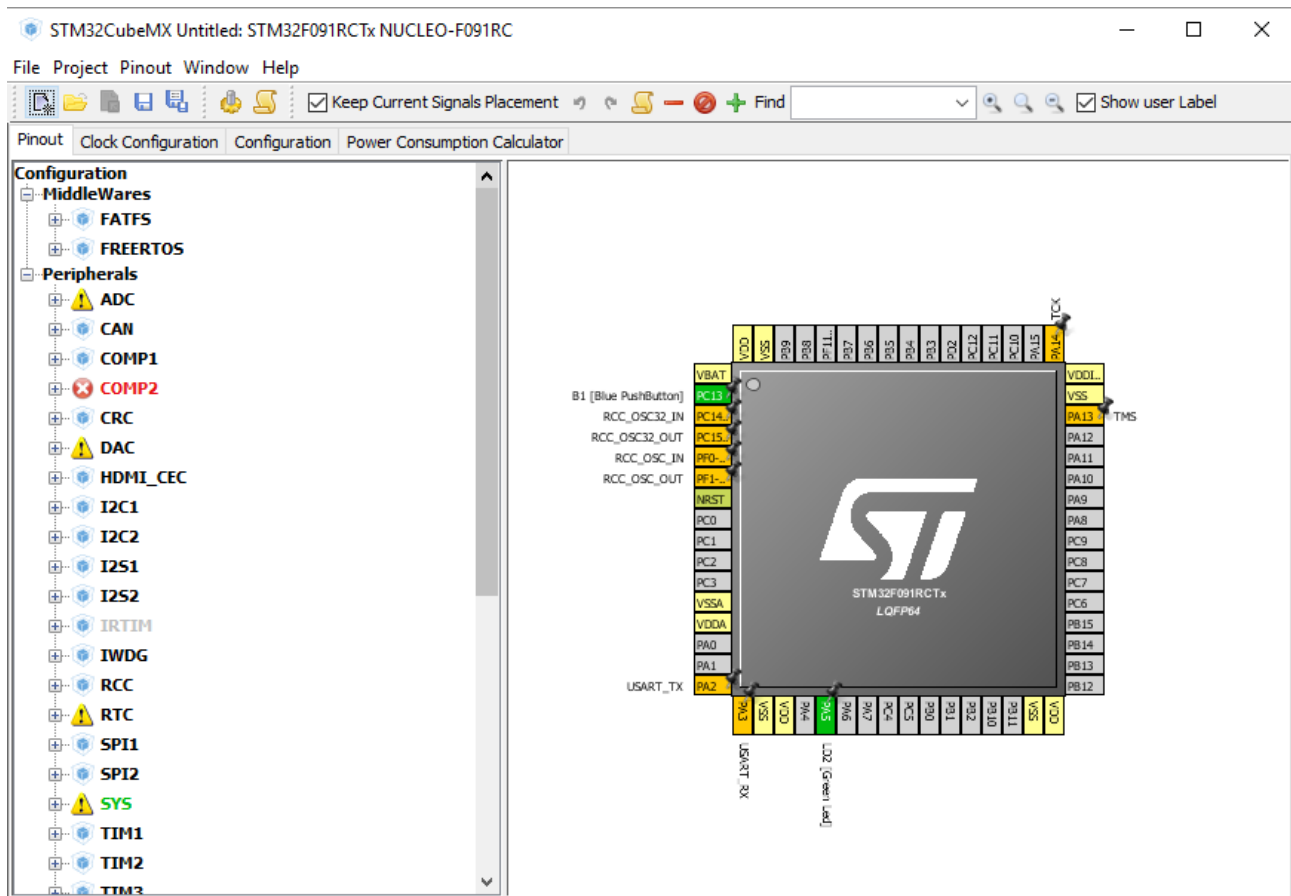 STM32CubeMX Untitled: STM32F091RCTx NUCLEO-F091RC
File Project Pinout Window Help
Keep Current Signals Placement Find Show user Label
Pinout Clock Configuration Configuration Power Consumption Calculator
Configuration
MiddleWares
FATFS
FREERTOS
Peripherals
ADC
CAN
COMP1
COMP2
CRC
DAC
HDMI_CEC
I2C1
I2C2
I2S1
I2S2
IRTIM
IWDG
RCC
RTC
SPI1
SPI2
SYS
TIM1
TIM2
TIM3
TCK
VDD VSS PB9 PB8 PF11.. PB7 PB6 PB5 PB4 PB3 PD2 PC12 PC11 PC10 PA15 PA14
VBAT
B1 [Blue PushButton] PC13
RCC_OSC32_IN PC14..
RCC_OSC32_OUT PC15..
RCC_OSC_IN PF0-..
RCC_OSC_OUT PF1-..
NRST
PC0
PC1
PC2
PC3
VSSA
VDDA
PA0
PA1
USART_TX PA2
ST
STM32F091RCTx
LQFP64
VDDI..
VSS
PA13 TMS
PA12
PA11
PA10
PA9
PA8
PC9
PC8
PC7
PC6
PB15
PB14
PB13
PB12
PA3 VSS VDD PA4 PA5 PA6 PA7 PC4 PC5 PB0 PB1 PB2 PB10 PB11 VSS VDD
USART_RX
LD2 [Green Led]